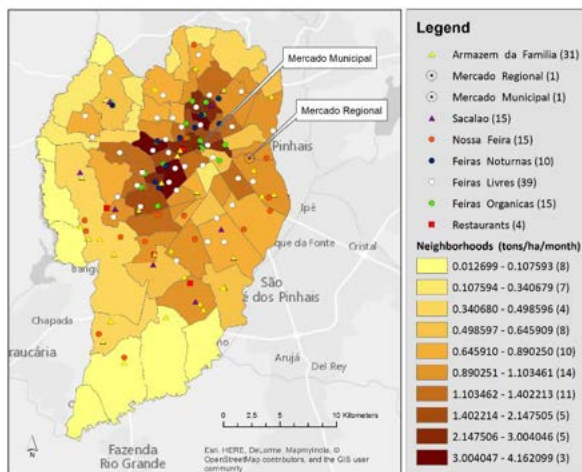 Mercado Municipal
Mercado Regional
Pinhais
Ipê
que da Fonte
Cristal
São
é dos Pinhais
Bangu
Chapada
raucária
no
Arujá
Del Rey
C
Fazenda
Rio Grande
0 2.5 5 10 Kilometers
N
Esri, HERE, DeLorme, MapmyIndia, ©
OpenStreetMap contributors, and the GIS user
community
Legend
Armazem da Familia (31)
Mercado Regional (1)
Mercado Municipal (1)
Sacalao (15)
Nossa Feira (15)
Feiras Noturnas (10)
Feiras Livres (39)
Feiras Organicas (15)
Restaurants (4)
Neighborhoods (tons/ha/month)
0.012699 - 0.107593 (8)
0.107594 - 0.340679 (7)
0.340680 - 0.498596 (4)
0.498597 - 0.645909 (8)
0.645910 - 0.890250 (10)
0.890251 - 1.103461 (14)
1.103462 - 1.402213 (11)
1.402214 - 2.147505 (5)
2.147506 - 3.004046 (5)
3.004047 - 4.162099 (3)